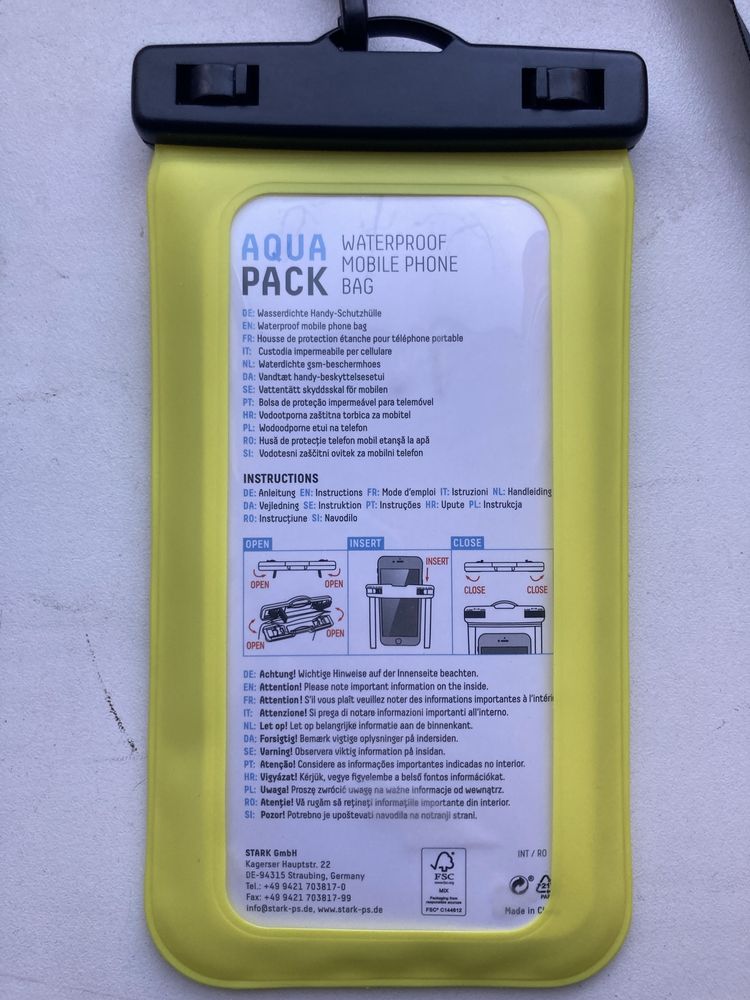 AQUA
PACK
WATERPROOF
MOBILE PHONE
BAG
DE: Wasserdichte Handy-Schutzhülle
EN: Waterproof mobile phone bag
FR: Housse de protection étanche pour téléphone portable
IT: Custodia impermeabile per cellulare
NL: Waterdichte gsm-beschermhoes
DA: Vandtæt handy-beskyttelsesetui
SE: Vattentätt skyddsskal för mobilen
PT: Bolsa de proteção impermeável para telemóvel
HR: Vodootporna zaštitna torbica za mobitel
PL: Wodoodporne etui na telefon
RO: Husă de protecție telefon mobil etanșă la apă
SI: Vodotesni zaščitni ovitek za mobilni telefon
INSTRUCTIONS
DE: Anleitung EN: Instructions FR: Mode d'emploi IT: Istruzioni NL: Handleiding
DA: Vejledning SE: Instruktion PT: Instruções HR: Upute PL: Instrukcja
RO: Instrucțiune SI: Navodilo
OPEN INSERT CLOSE
OPEN OPEN
OPEN OPEN
INSERT
CLOSE CLOSE
DE: Achtung! Wichtige Hinweise auf der Innenseite beachten.
EN: Attention! Please note important information on the inside.
FR: Attention! S'il vous plaît veuillez noter des informations importantes à l'intéri
IT: Attenzione! Si prega di notare informazioni importanti all'interno.
NL: Let op! Let op belangrijke informatie aan de binnenkant.
DA: Forsigtig! Bemærk vigtige oplysninger på indersiden.
SE: Varning! Observera viktig information på insidan.
PT: Atenção! Considere as informações importantes indicadas no interior.
HR: Vigyázat! Kérjük, vegye figyelembe a belső fontos információkat.
PL: Uwaga! Proszę zwrócić uwagę na ważne informacje od wewnątrz.
RO: Atenție! Vă rugăm să rețineți informațiile importante din interior.
SI: Pozor! Potrebno je upoštevati navodila na notranji strani.
STARK GmbH
Kagerser Hauptstr. 22
DE-94315 Straubing, Germany
Tel.: +49 9421 703817-0
Fax: +49 9421 703817-99
info@stark-ps.de, www.stark-ps.de
FSC
www.fsc.org
MIX
Packaging from
responsible sources
FSC® C144612
INT / RO
21
PAP
Made in Ch